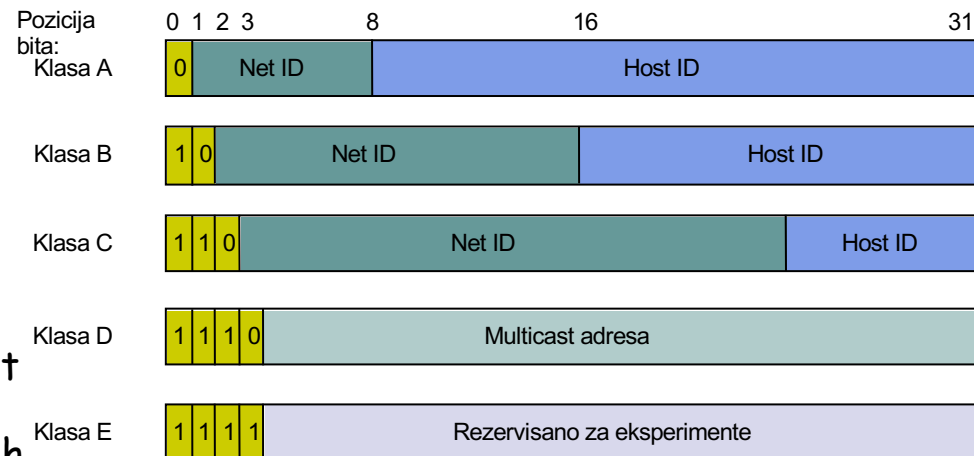 Pozicija bita: 0 1 2 3 8 16 31
Klasa A 0 Net ID Host ID
Klasa B 1 0 Net ID Host ID
Klasa C 1 1 0 Net ID Host ID
Klasa D 1 1 1 0 Multicast adresa
t
Klasa E 1 1 1 1 Rezervisano za eksperimente
h